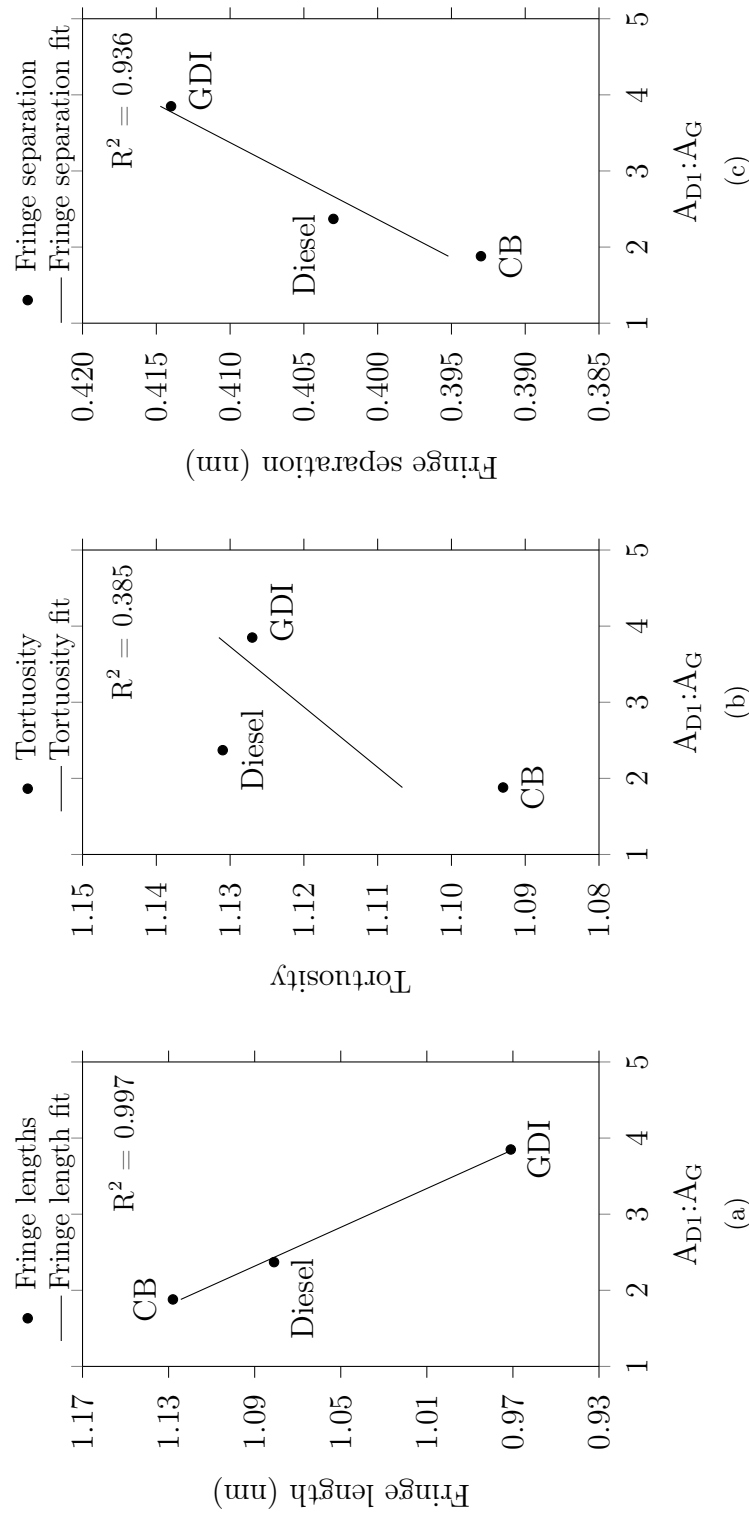 Fringe lengths
Fringe length fit
R² = 0.997
CB
Diesel
GDI
1.17
1.13
1.09
1.05
1.01
0.97
0.93
Fringe length (nm)
1 2 3 4 5
A_D1:A_G
(a)
Tortuosity
Tortuosity fit
R² = 0.385
Diesel
GDI
CB
1.15
1.14
1.13
1.12
1.11
1.10
1.09
1.08
Tortuosity
1 2 3 4 5
A_D1:A_G
(b)
Fringe separation
Fringe separation fit
R² = 0.936
GDI
Diesel
CB
0.420
0.415
0.410
0.405
0.400
0.395
0.390
0.385
Fringe separation (nm)
1 2 3 4 5
A_D1:A_G
(c)